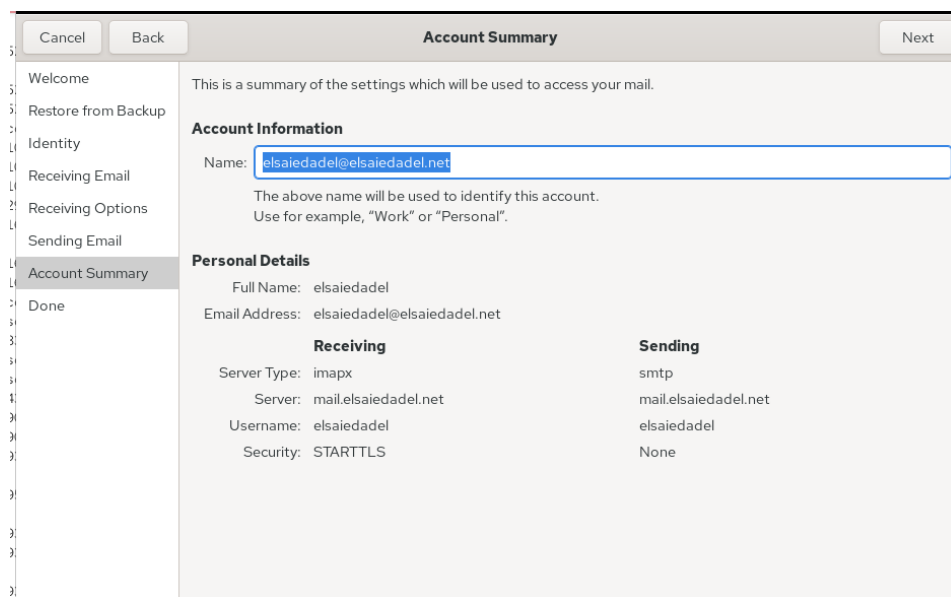 Cancel Back Account Summary Next
Welcome
Restore from Backup
Identity
Receiving Email
Receiving Options
Sending Email
Account Summary
Done
This is a summary of the settings which will be used to access your mail.
Account Information
Name: elsaiedadel@elsaiedadel.net
The above name will be used to identify this account.
Use for example, “Work” or “Personal”.
Personal Details
Full Name: elsaiedadel
Email Address: elsaiedadel@elsaiedadel.net
Receiving Sending
Server Type: imapx smtp
Server: mail.elsaiedadel.net mail.elsaiedadel.net
Username: elsaiedadel elsaiedadel
Security: STARTTLS None